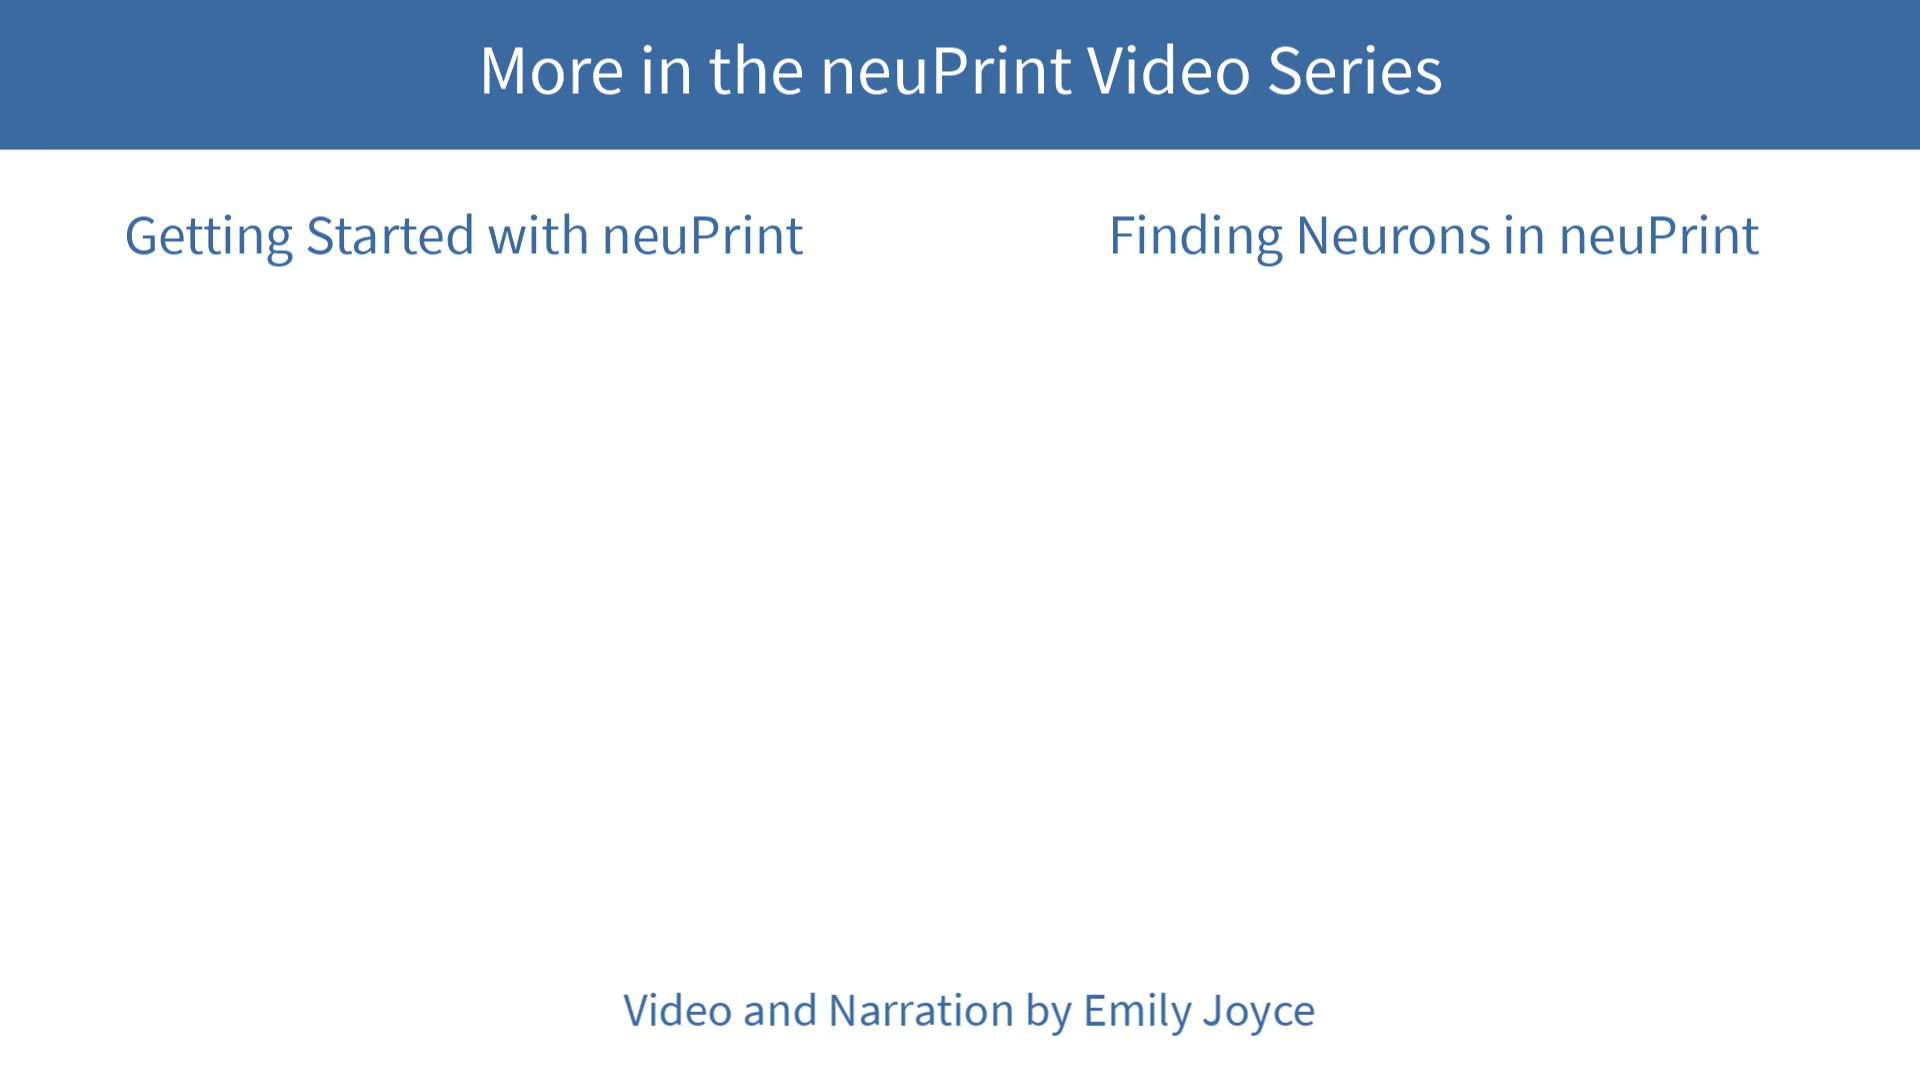 More in the neuPrint Video Series
Getting Started with neuPrint
Finding Neurons in neuPrint
Video and Narration by Emily Joyce